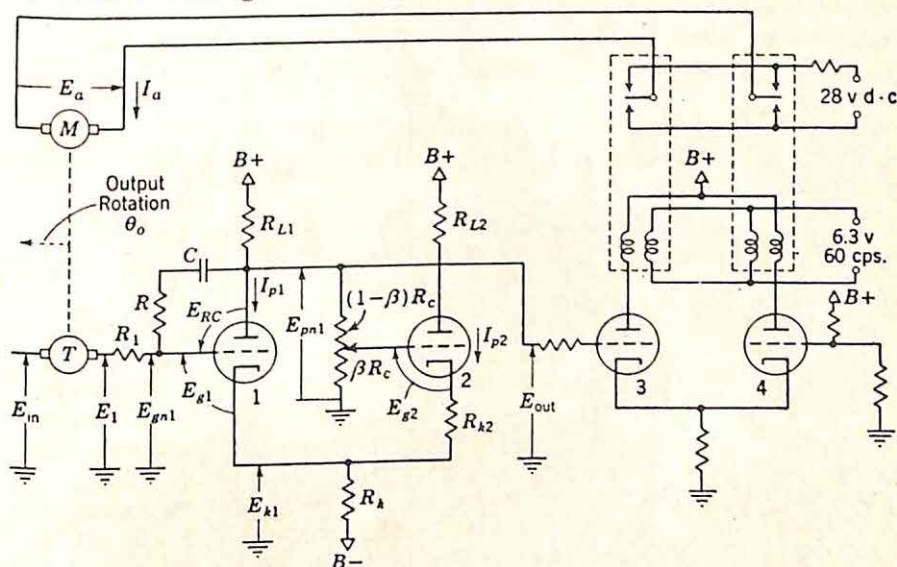 E_a
I_a
M
28 v d-c
B+
B+
B+
Output
Rotation
θ_o
R_L1
R_L2
6.3 v
60 cps.
C
I_p1
R
E_RC
(1−β)R_c
B+
E_pn1
I_p2
T
R_1
βR_c
1
2
3
4
E_in
E_1
E_gn1
E_g1
E_g2
R_k2
E_out
E_k1
R_k
B−